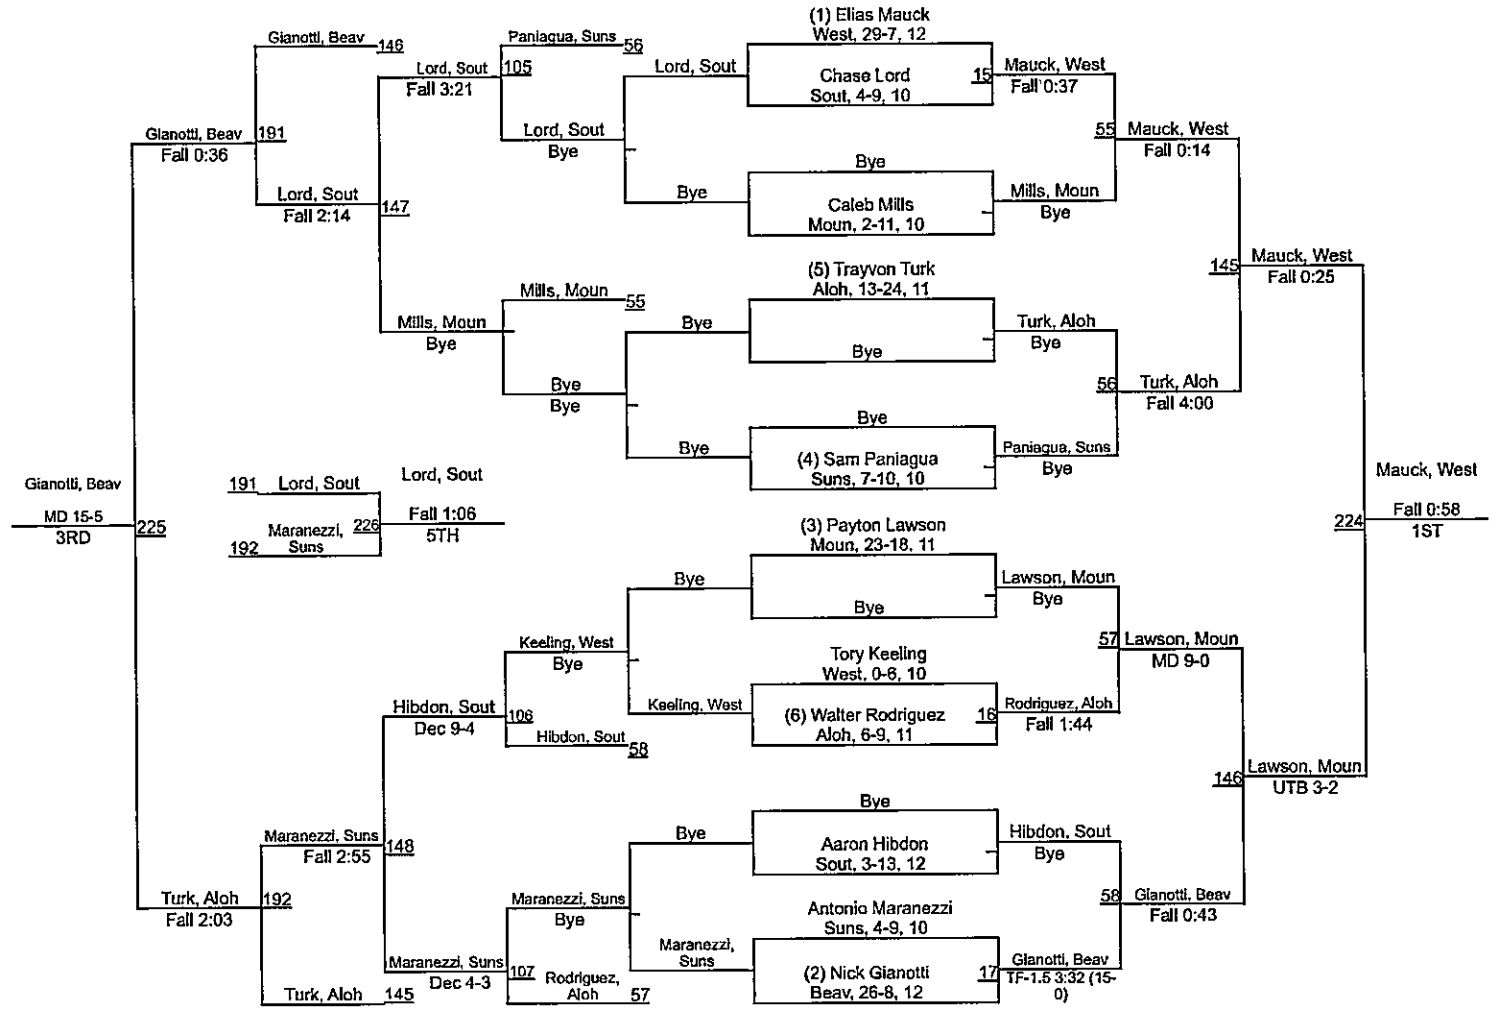 (1) Elias Mauck
West, 29-7, 12
Gianotti, Beav
146
Paniagua, Suns
56
Lord, Sout
Fall 3:21
105
Lord, Sout
Chase Lord
Sout, 4-9, 10
15
Mauck, West
Fall 0:37
Gianotti, Beav
Fall 0:36
191
Lord, Sout
Bye
55
Mauck, West
Fall 0:14
Bye
Lord, Sout
Fall 2:14
147
Bye
Caleb Mills
Moun, 2-11, 10
Mills, Moun
Bye
(5) Trayvon Turk
Aloh, 13-24, 11
145
Mauck, West
Fall 0:25
Mills, Moun
55
Mills, Moun
Bye
Bye
Bye
Turk, Aloh
Bye
Bye
Bye
56
Turk, Aloh
Fall 4:00
Bye
Bye
(4) Sam Paniagua
Suns, 7-10, 10
Paniagua, Suns
Bye
Gianotti, Beav
MD 15-5
3RD
225
191
Lord, Sout
Lord, Sout
Maranezzi,
Suns
192
226
Fall 1:06
5TH
Mauck, West
224
Fall 0:58
1ST
(3) Payton Lawson
Moun, 23-18, 11
Bye
Bye
Lawson, Moun
Bye
Keeling, West
Bye
57
Lawson, Moun
MD 9-0
Tory Keeling
West, 0-6, 10
Hibdon, Sout
Dec 9-4
106
Keeling, West
(6) Walter Rodriguez
Aloh, 6-9, 11
16
Rodriguez, Aloh
Fall 1:44
Hibdon, Sout
58
146
Lawson, Moun
UTB 3-2
Bye
Maranezzi, Suns
Fall 2:55
148
Bye
Aaron Hibdon
Sout, 3-13, 12
Hibdon, Sout
Bye
Turk, Aloh
Fall 2:03
192
Maranezzi, Suns
Bye
58
Gianotti, Beav
Fall 0:43
Antonio Maranezzi
Suns, 4-9, 10
Maranezzi, Suns
Dec 4-3
107
Maranezzi,
Suns
(2) Nick Gianotti
Beav, 26-8, 12
17
Gianotti, Beav
TF-1.5 3:32 (15-
0)
Turk, Aloh
145
Rodriguez,
Aloh
57